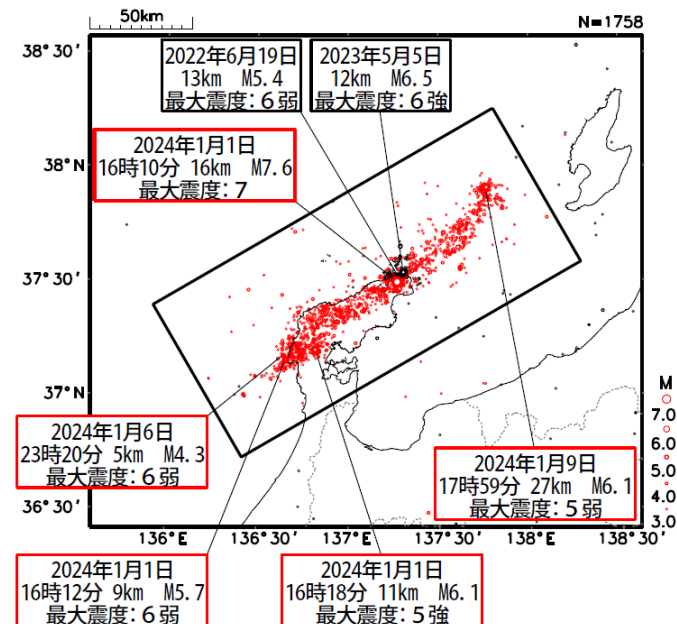 50km
N=1758
38°30'
2022年6月19日
13km M5.4
最大震度:6弱
2023年5月5日
12km M6.5
最大震度:6強
2024年1月1日
16時10分 16km M7.6
最大震度:7
38°N
37°30'
37°N
2024年1月6日
23時20分 5km M4.3
最大震度:6弱
2024年1月9日
17時59分 27km M6.1
最大震度:5弱
M
7.0
6.0
5.0
4.0
3.0
36°30'
136°E
136°30'
137°E
137°30'
138°E
138°30'
2024年1月1日
16時12分 9km M5.7
最大震度:6弱
2024年1月1日
16時18分 11km M6.1
最大震度:5強